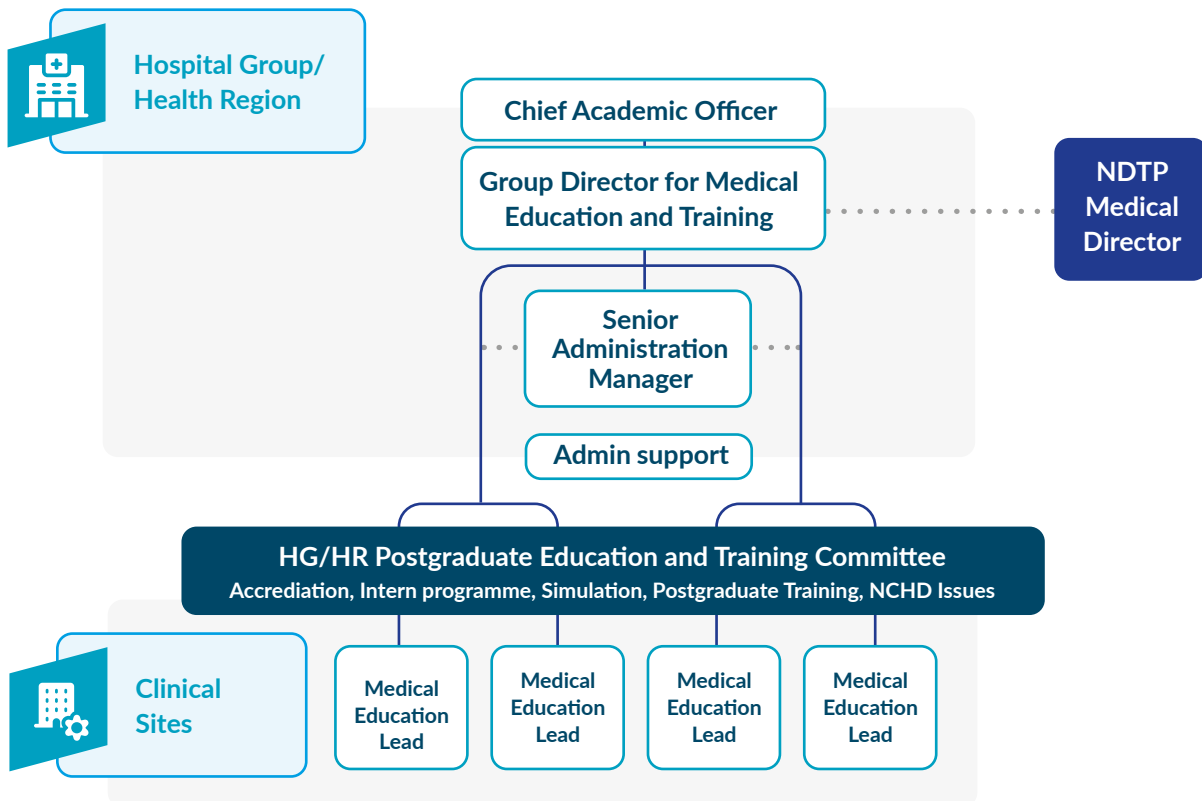 Hospital Group/
Health Region
Chief Academic Officer
Group Director for Medical
Education and Training
NDTP
Medical
Director
Senior
Administration
Manager
Admin support
HG/HR Postgraduate Education and Training Committee
Accrediation, Intern programme, Simulation, Postgraduate Training, NCHD Issues
Clinical
Sites
Medical
Education
Lead
Medical
Education
Lead
Medical
Education
Lead
Medical
Education
Lead